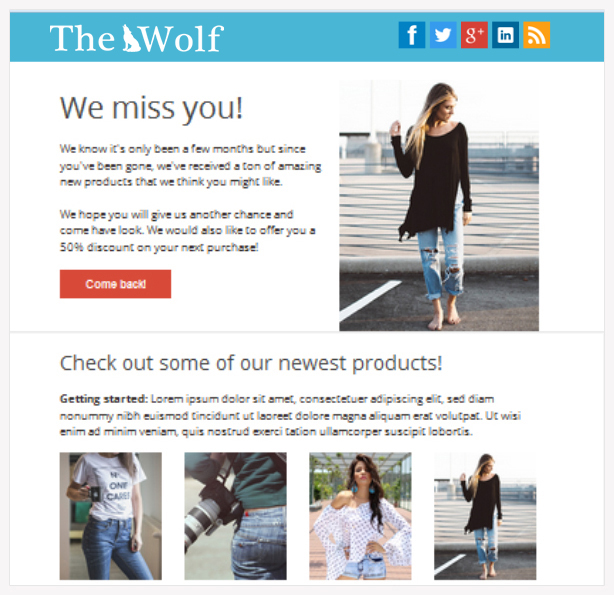 The Wolf
We miss you!
We know it's only been a few months but since
you've been gone, we've received a ton of amazing
new products that we think you might like.
We hope you will give us another chance and
come have look. We would also like to offer you a
50% discount on your next purchase!
Come back!
Check out some of our newest products!
Getting started: Lorem ipsum dolor sit amet, consectetuer adipiscing elit, sed diam
nonummy nibh euismod tincidunt ut laoreet dolore magna aliquam erat volutpat. Ut wisi
enim ad minim veniam, quis nostrud exerci tation ullamcorper suscipit lobortis.
ONE
CARES